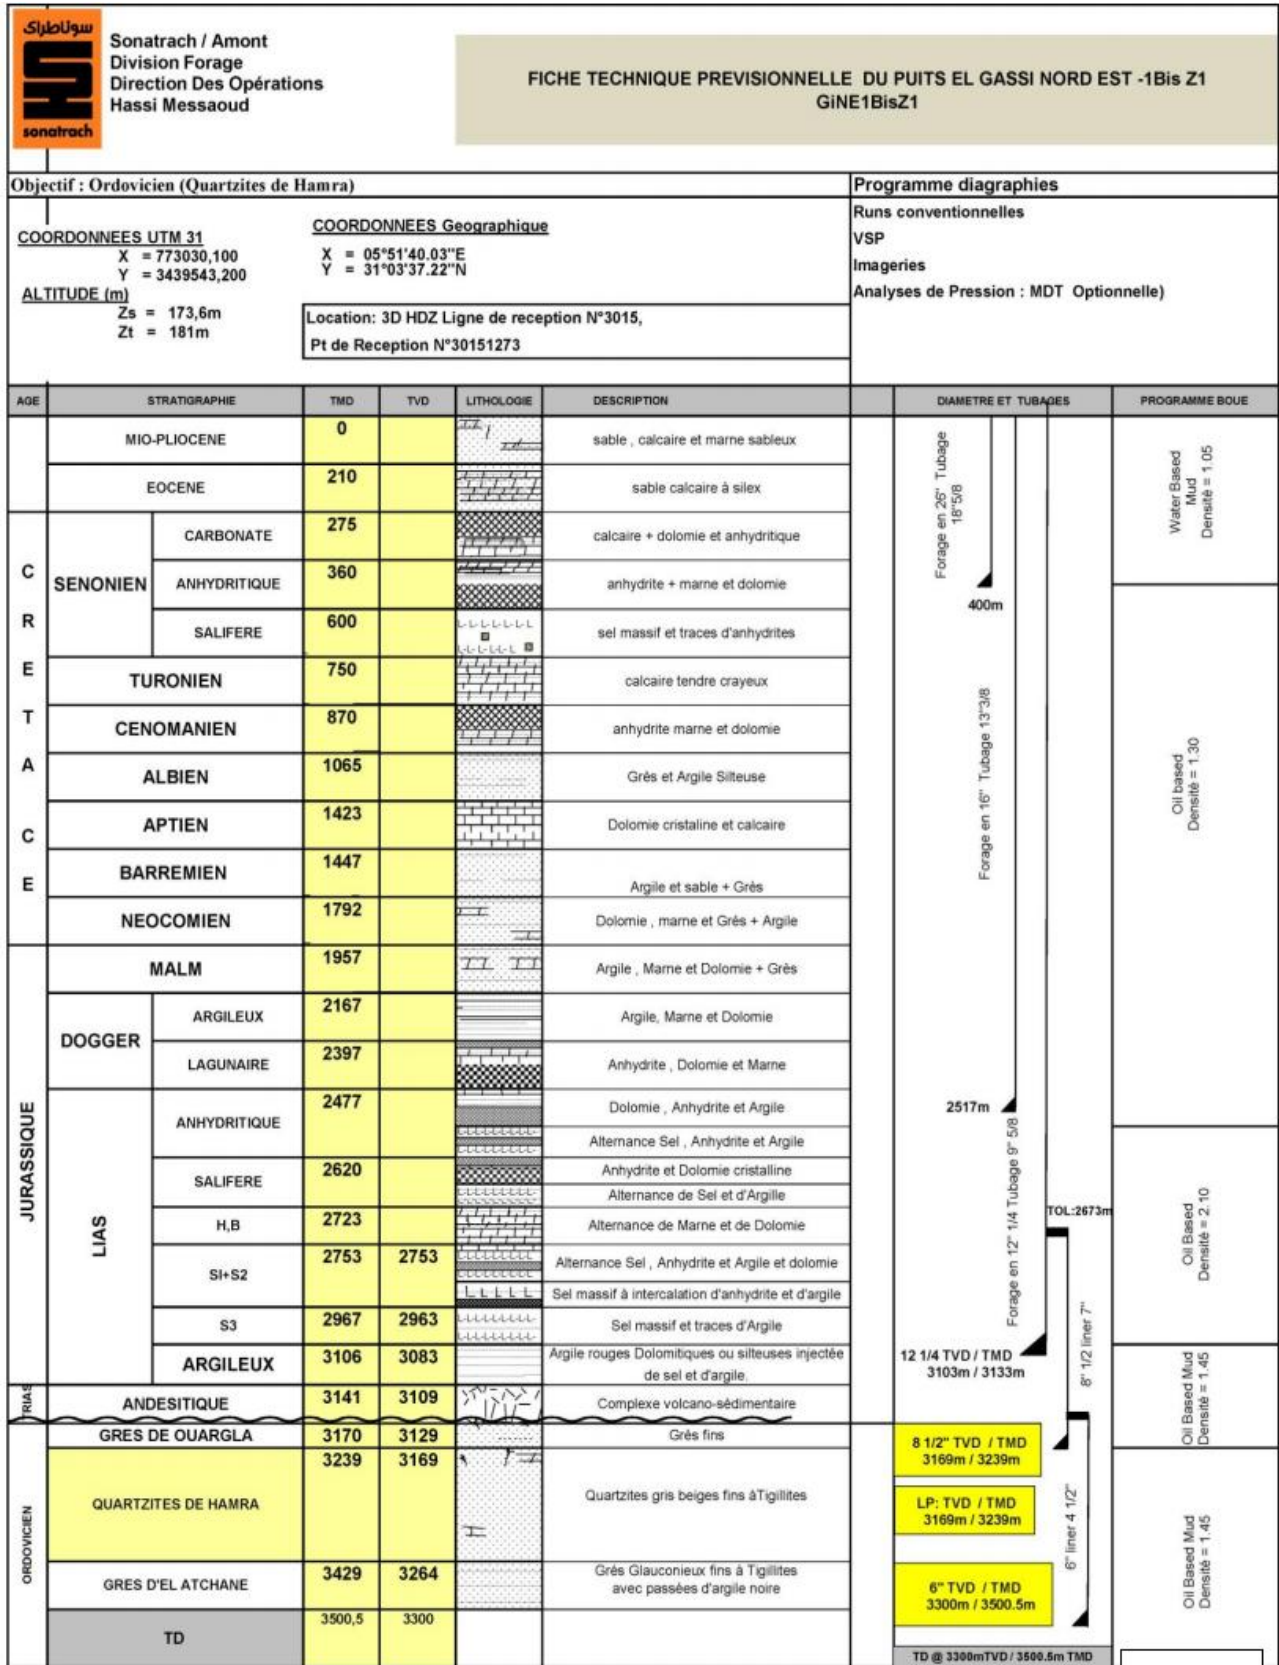 سوناطراك
sonatrach
Sonatrach / Amont
Division Forage
Direction Des Opérations
Hassi Messaoud
FICHE TECHNIQUE PREVISIONNELLE DU PUITS EL GASSI NORD EST -1Bis Z1
GiNE1BisZ1
Objectif : Ordovicien (Quartzites de Hamra)
Programme diagraphies
COORDONNEES UTM 31
X = 773030,100
Y = 3439543,200
ALTITUDE (m)
Zs = 173,6m
Zt = 181m
COORDONNEES Geographique
X = 05°51'40.03"E
Y = 31°03'37.22"N
Location: 3D HDZ Ligne de reception N°3015,
Pt de Reception N°30151273
Runs conventionnelles
VSP
Imageries
Analyses de Pression : MDT Optionnelle)
AGE STRATIGRAPHIE TMD TVD LITHOLOGIE DESCRIPTION DIAMETRE ET TUBAGES PROGRAMME BOUE
MIO-PLIOCENE 0 sable , calcaire et marne sableux
EOCENE 210 sable calcaire à silex
CRETACE
SENONIEN
CARBONATE 275 calcaire + dolomie et anhydritique
ANHYDRITIQUE 360 anhydrite + marne et dolomie
SALIFERE 600 sel massif et traces d'anhydrites
TURONIEN 750 calcaire tendre crayeux
CENOMANIEN 870 anhydrite marne et dolomie
ALBIEN 1065 Grès et Argile Silteuse
APTIEN 1423 Dolomie cristaline et calcaire
BARREMIEN 1447 Argile et sable + Grès
NEOCOMIEN 1792 Dolomie , marne et Grés + Argile
JURASSIQUE
MALM 1957 Argile , Marne et Dolomie + Grès
DOGGER
ARGILEUX 2167 Argile, Marne et Dolomie
LAGUNAIRE 2397 Anhydrite , Dolomie et Marne
LIAS
ANHYDRITIQUE 2477 Dolomie , Anhydrite et Argile
Alternance Sel , Anhydrite et Argile
SALIFERE 2620 Anhydrite et Dolomie cristalline
Alternance de Sel et d'Argille
H,B 2723 Alternance de Marne et de Dolomie
SI+S2 2753 2753 Alternance Sel , Anhydrite et Argile et dolomie
Sel massif à intercalation d'anhydrite et d'argile
S3 2967 2963 Sel massif et traces d'Argile
ARGILEUX 3106 3083 Argile rouges Dolomitiques ou silteuses injectée
de sel et d'argile.
TRIAS
ANDESITIQUE 3141 3109 Complexe volcano-sédimentaire
ORDOVICIEN
GRES DE OUARGLA 3170 3129 Grés fins
QUARTZITES DE HAMRA 3239 3169 Quartzites gris beiges fins àTigillites
GRES D'EL ATCHANE 3429 3264 Grés Glauconieux fins à Tigillites
avec passées d'argile noire
TD 3500,5 3300
Forage en 26" Tubage
18"5/8
400m
Forage en 16" Tubage 13"3/8
2517m
Forage en 12" 1/4 Tubage 9" 5/8
TOL:2673m
12 1/4 TVD / TMD
3103m / 3133m
8" 1/2 liner 7"
8 1/2" TVD / TMD
3169m / 3239m
LP: TVD / TMD
3169m / 3239m
6" liner 4 1/2"
6" TVD / TMD
3300m / 3500.5m
TD @ 3300mTVD / 3500.5m TMD
Water Based
Mud
Densité = 1.05
Oil based
Densité = 1.30
Oil Based
Densité = 2.10
Oil Based Mud
Densité = 1.45
Oil Based Mud
Densité = 1.45